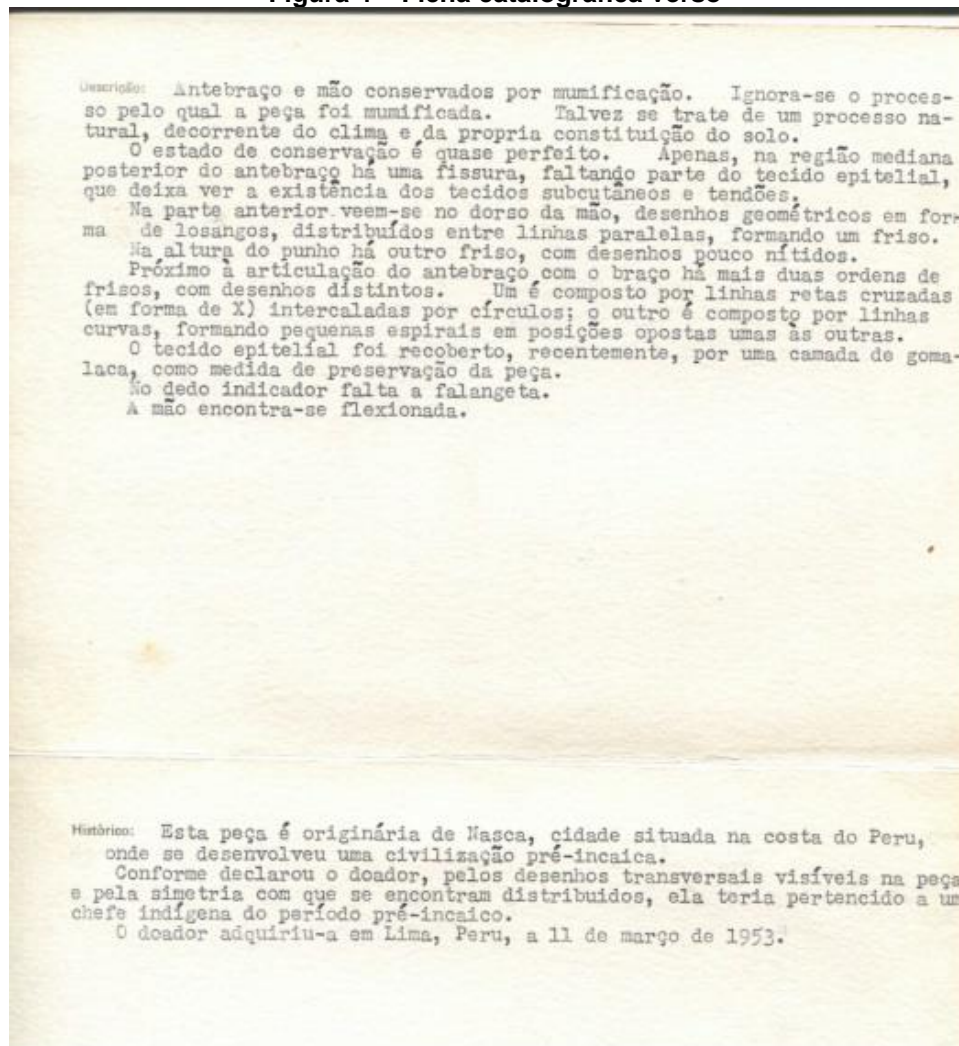 Figura 4 – Ficha catalográfica verso
Descrição: Antebraço e mão conservados por mumificação. Ignora-se o proces-
so pelo qual a peça foi mumificada. Talvez se trate de um processo na-
tural, decorrente do clima e da propria constituição do solo.
O estado de conservação é quase perfeito. Apenas, na região mediana
posterior do antebraço há uma fissura, faltando parte do tecido epitelial,
que deixa ver a existência dos tecidos subcutâneos e tendões.
Na parte anterior veem-se no dorso da mão, desenhos geométricos em for-
ma de losangos, distribuídos entre linhas paralelas, formando um friso.
Na altura do punho há outro friso, com desenhos pouco nítidos.
Próximo à articulação do antebraço com o braço há mais duas ordens de
frisos, com desenhos distintos. Um é composto por linhas retas cruzadas
(em forma de X) intercaladas por círculos; o outro é composto por linhas
curvas, formando pequenas espirais em posições opostas umas às outras.
O tecido epitelial foi recoberto, recentemente, por uma camada de goma-
laca, como medida de preservação da peça.
No dedo indicador falta a falangeta.
A mão encontra-se flexionada.
Histórico: Esta peça é originária de Nasca, cidade situada na costa do Peru,
onde se desenvolveu uma civilização pré-incaica.
Conforme declarou o doador, pelos desenhos transversais visíveis na peça
e pela simetria com que se encontram distribuidos, ela teria pertencido a um
chefe indígena do período pré-incaico.
O doador adquiriu-a em Lima, Peru, a 11 de março de 1953.